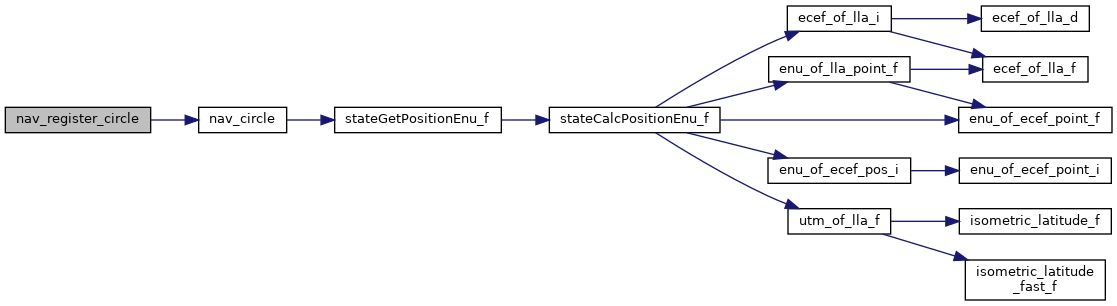 nav_register_circle
nav_circle
stateGetPositionEnu_f
stateCalcPositionEnu_f
ecef_of_lla_i
ecef_of_lla_d
enu_of_lla_point_f
ecef_of_lla_f
enu_of_ecef_point_f
enu_of_ecef_pos_i
enu_of_ecef_point_i
utm_of_lla_f
isometric_latitude_f
isometric_latitude
_fast_f